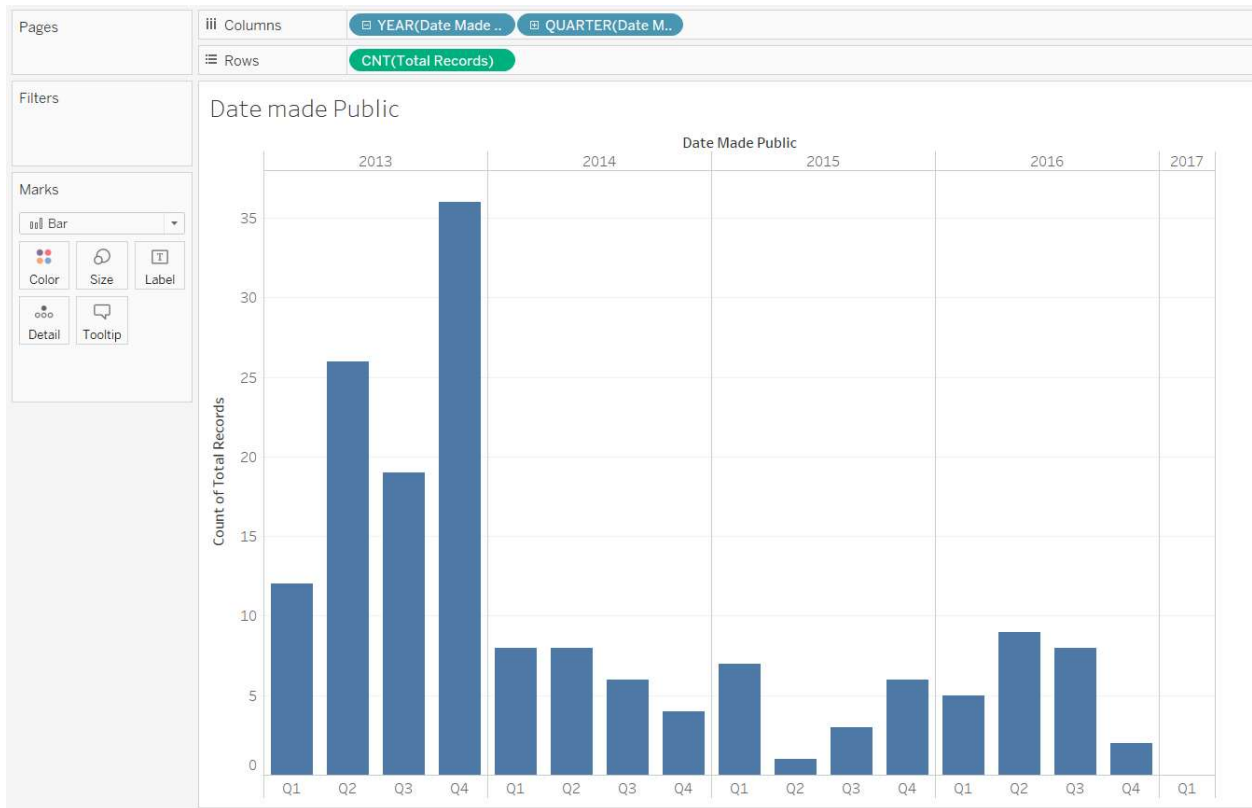 Pages
Columns
YEAR(Date Made ..
QUARTER(Date M..
Rows
CNT(Total Records)
Filters
Marks
Bar
Color
Size
Label
Detail
Tooltip
Date made Public
Date Made Public
2013 2014 2015 2016 2017
Count of Total Records
35
30
25
20
15
10
5
0
Q1 Q2 Q3 Q4 Q1 Q2 Q3 Q4 Q1 Q2 Q3 Q4 Q1 Q2 Q3 Q4 Q1